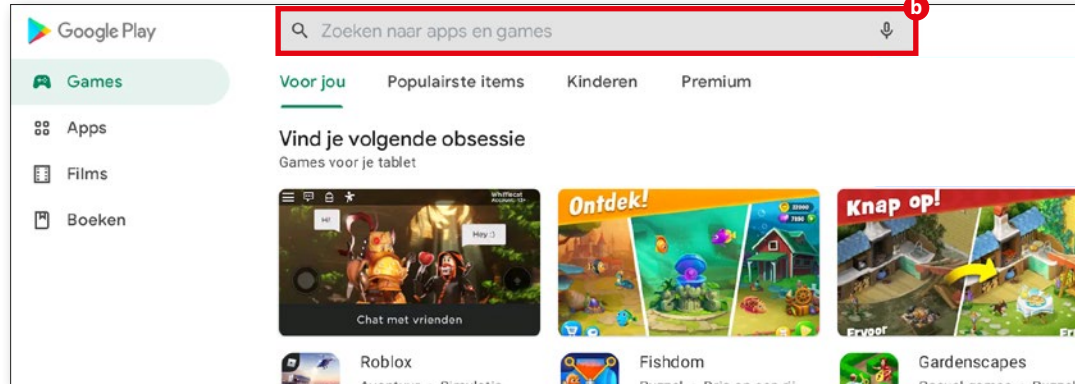 b
Google Play
Zoeken naar apps en games
Games
Voor jou Populairste items Kinderen Premium
Apps
Vind je volgende obsessie
Games voor je tablet
Films
Boeken
Hi!
Hey :)
Chat met vrienden
Ontdek!
Knap op!
Ervoor
Roblox
Fishdom
Gardenscapes